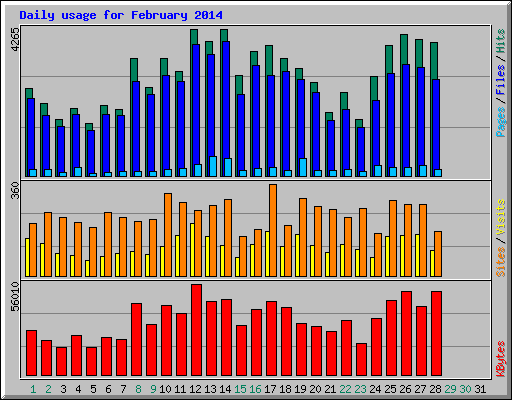 Daily usage for February 2014
4265
Pages / Files / Hits
360
Sites / Visits
56010
KBytes
1 2 3 4 5 6 7 8 9 10 11 12 13 14 15 16 17 18 19 20 21 22 23 24 25 26 27 28 29 30 31